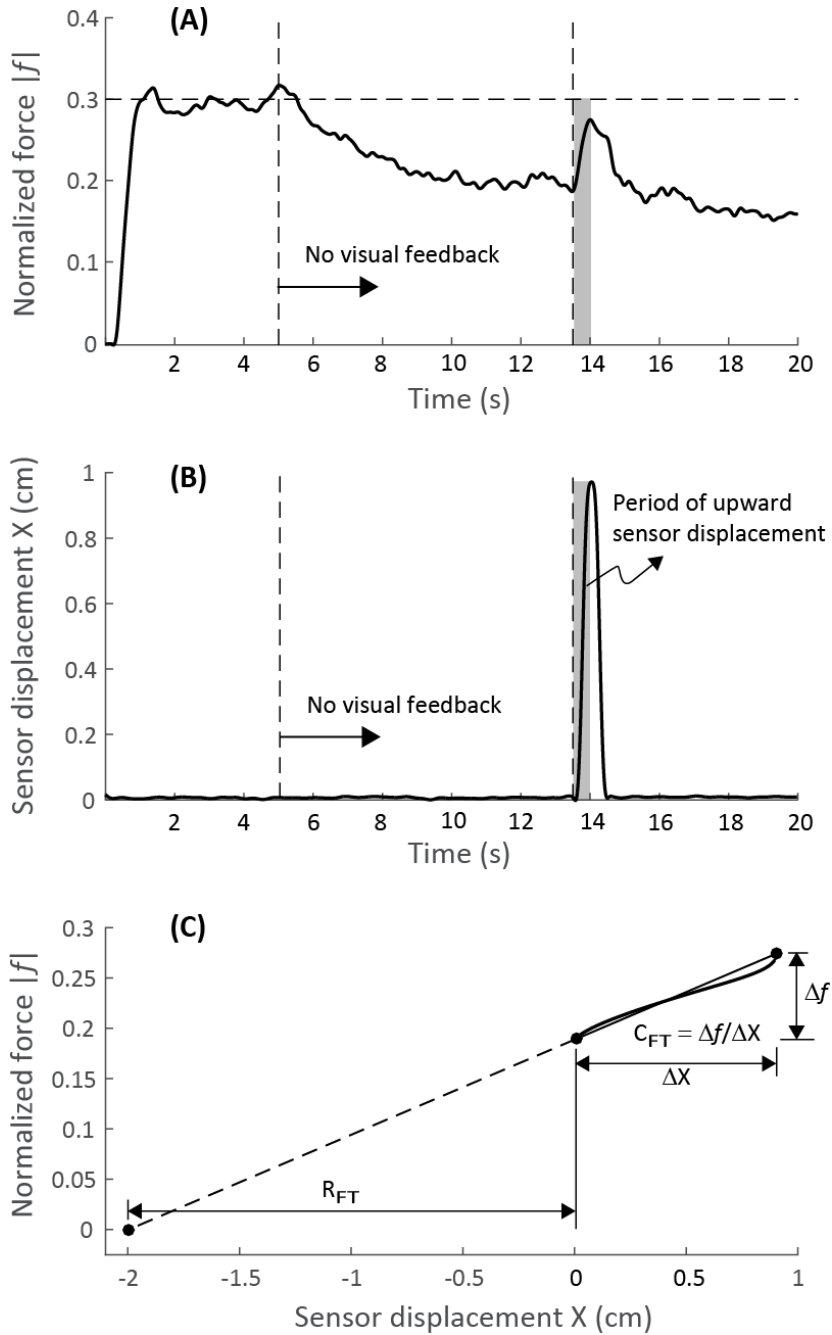 (A)
Normalized force |f|
0.4
0.3
0.2
0.1
0
No visual feedback
2 4 6 8 10 12 14 16 18 20
Time (s)
(B)
Sensor displacement X (cm)
1
0.8
0.6
0.4
0.2
0
Period of upward
sensor displacement
No visual feedback
2 4 6 8 10 12 14 16 18 20
Time (s)
(C)
Normalized force |f|
0.3
0.25
0.2
0.15
0.1
0.05
0
Δf
C_FT = Δf/ΔX
ΔX
R_FT
-2 -1.5 -1 -0.5 0 0.5 1
Sensor displacement X (cm)